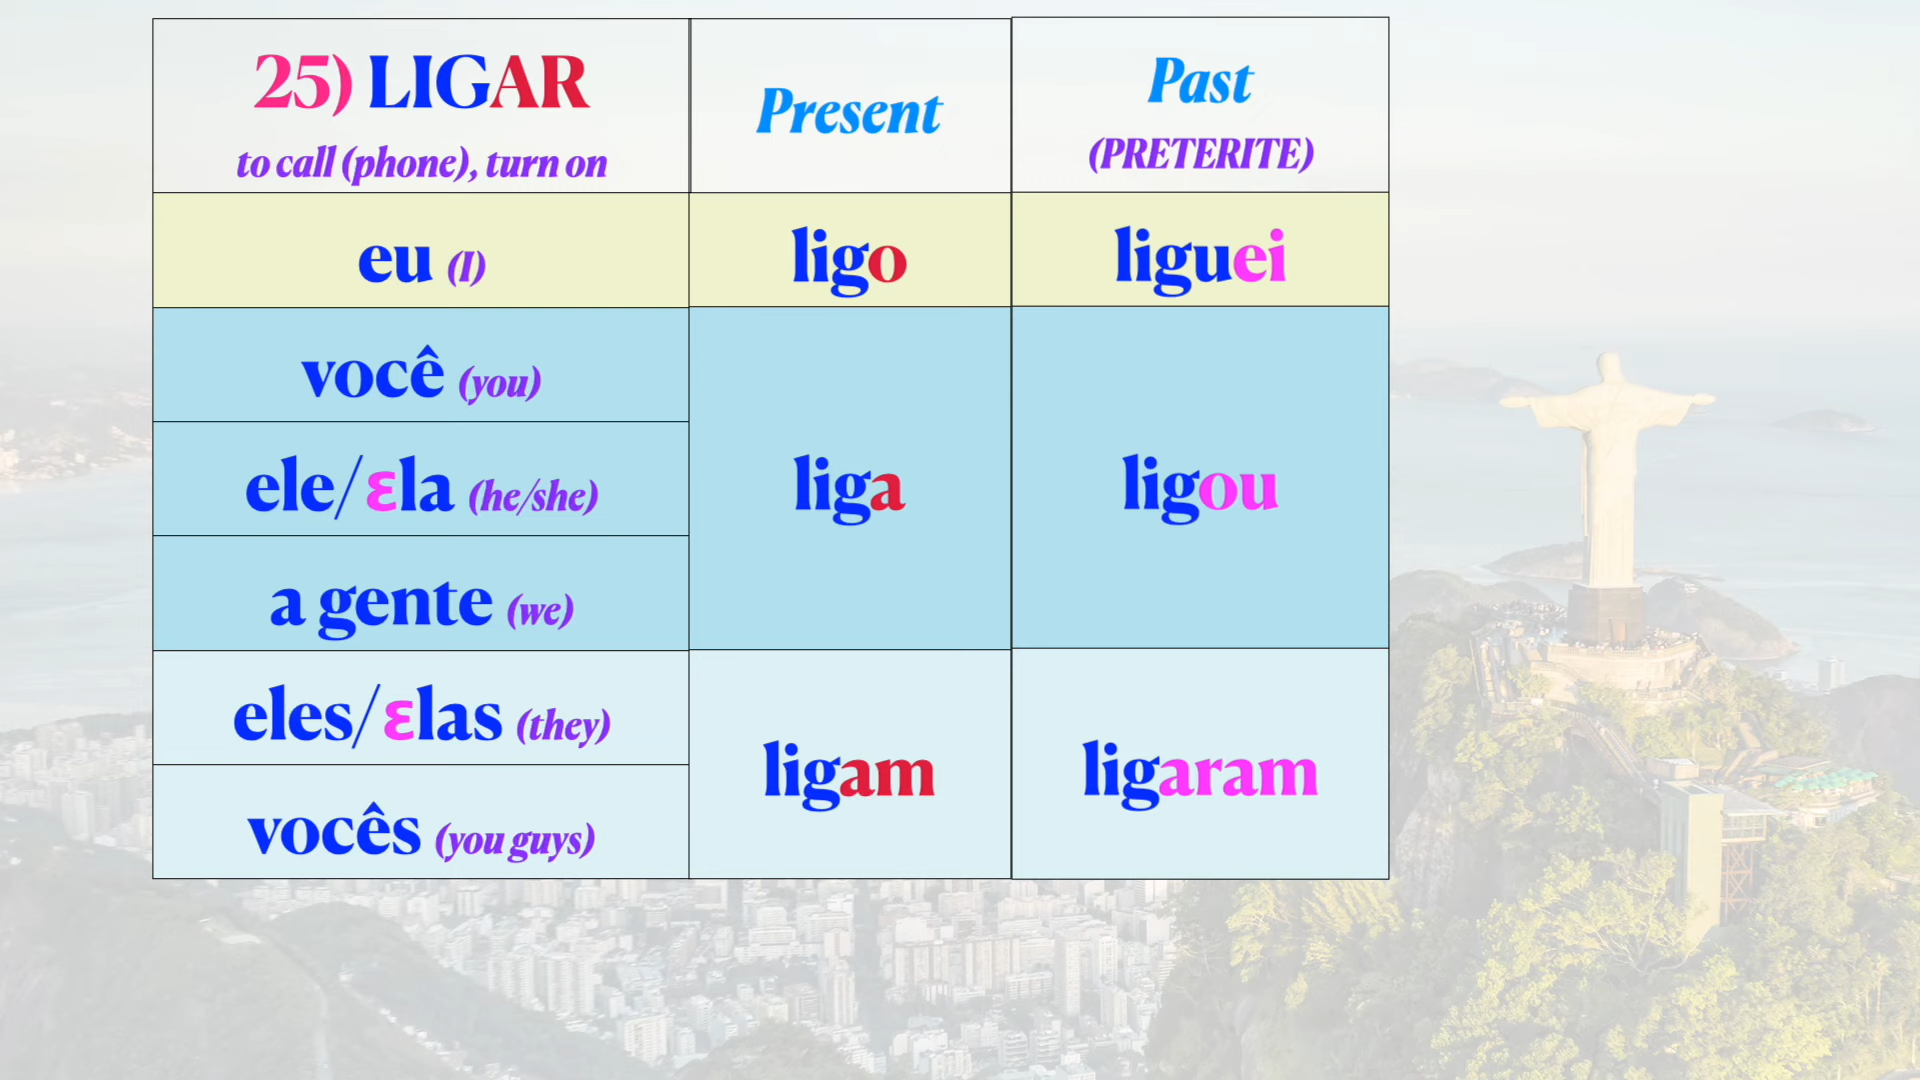 25) LIGAR
to call (phone), turn on
Present
Past
(PRETERITE)
eu (I)
ligo
liguei
você (you)
ele/ɛla (he/she)
a gente (we)
liga
ligou
eles/ɛlas (they)
vocês (you guys)
ligam
ligaram